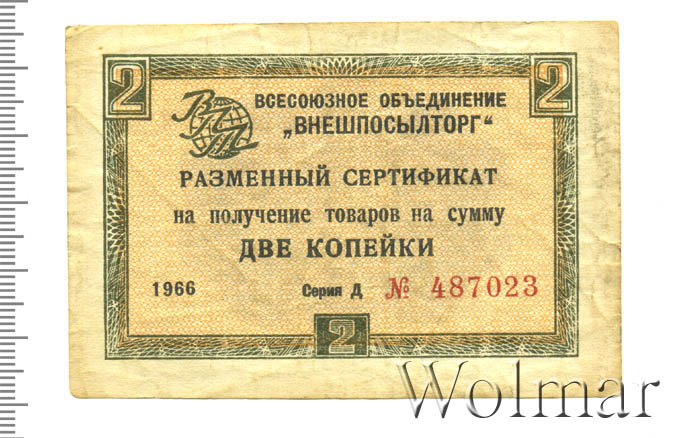 2 2
ВПТ
ВСЕСОЮЗНОЕ ОБЪЕДИНЕНИЕ
„ВНЕШПОСЫЛТОРГ“
РАЗМЕННЫЙ СЕРТИФИКАТ
на получение товаров на сумму
ДВЕ КОПЕЙКИ
1966 Серия Д № 487023
2
Wolmar